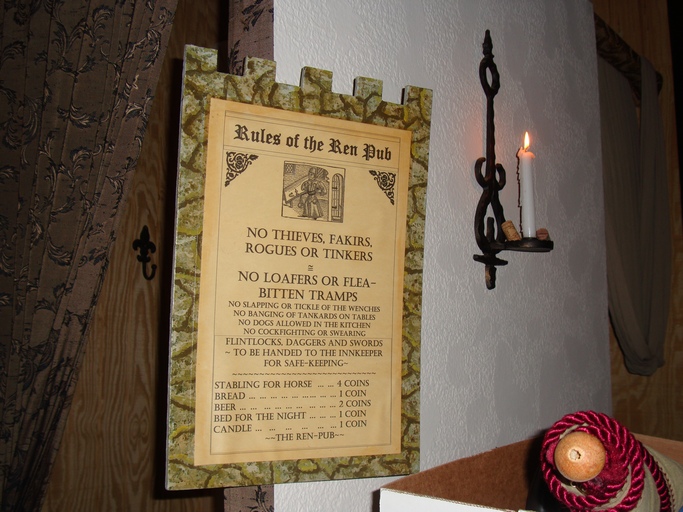 Rules of the Ren Pub
NO THIEVES, FAKIRS,
ROGUES OR TINKERS
≈
NO LOAFERS OR FLEA-
BITTEN TRAMPS
NO SLAPPING OR TICKLE OF THE WENCHES
NO BANGING OF TANKARDS ON TABLES
NO DOGS ALLOWED IN THE KITCHEN
NO COCKFIGHTING OR SWEARING
FLINTLOCKS, DAGGERS AND SWORDS
~ TO BE HANDED TO THE INNKEEPER
FOR SAFE-KEEPING~
~~~~~~~~~~~~~~~~~~~~~~~~~~~~
STABLING FOR HORSE ... ... 4 COINS
BREAD ... ... ... ... ... ... ... 1 COIN
BEER ... ... ... ... ... ... ... 2 COINS
BED FOR THE NIGHT ... ... 1 COIN
CANDLE ... ... ... ... ... ... 1 COIN
~~THE REN-PUB~~